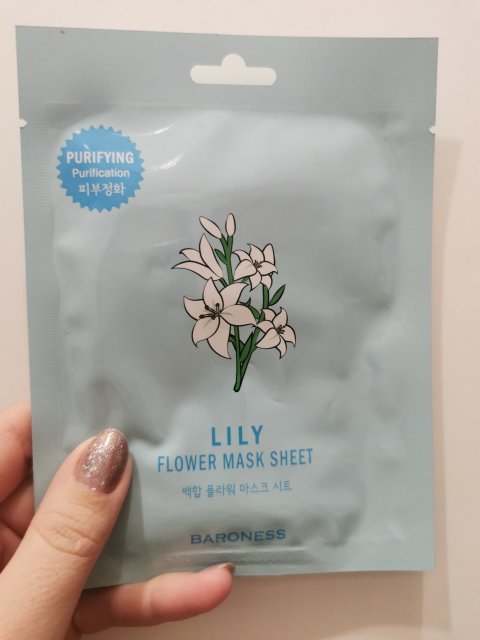 PURIFYING
Purification
피부정화
LILY
FLOWER MASK SHEET
백합 플라워 마스크 시트
BARONESS